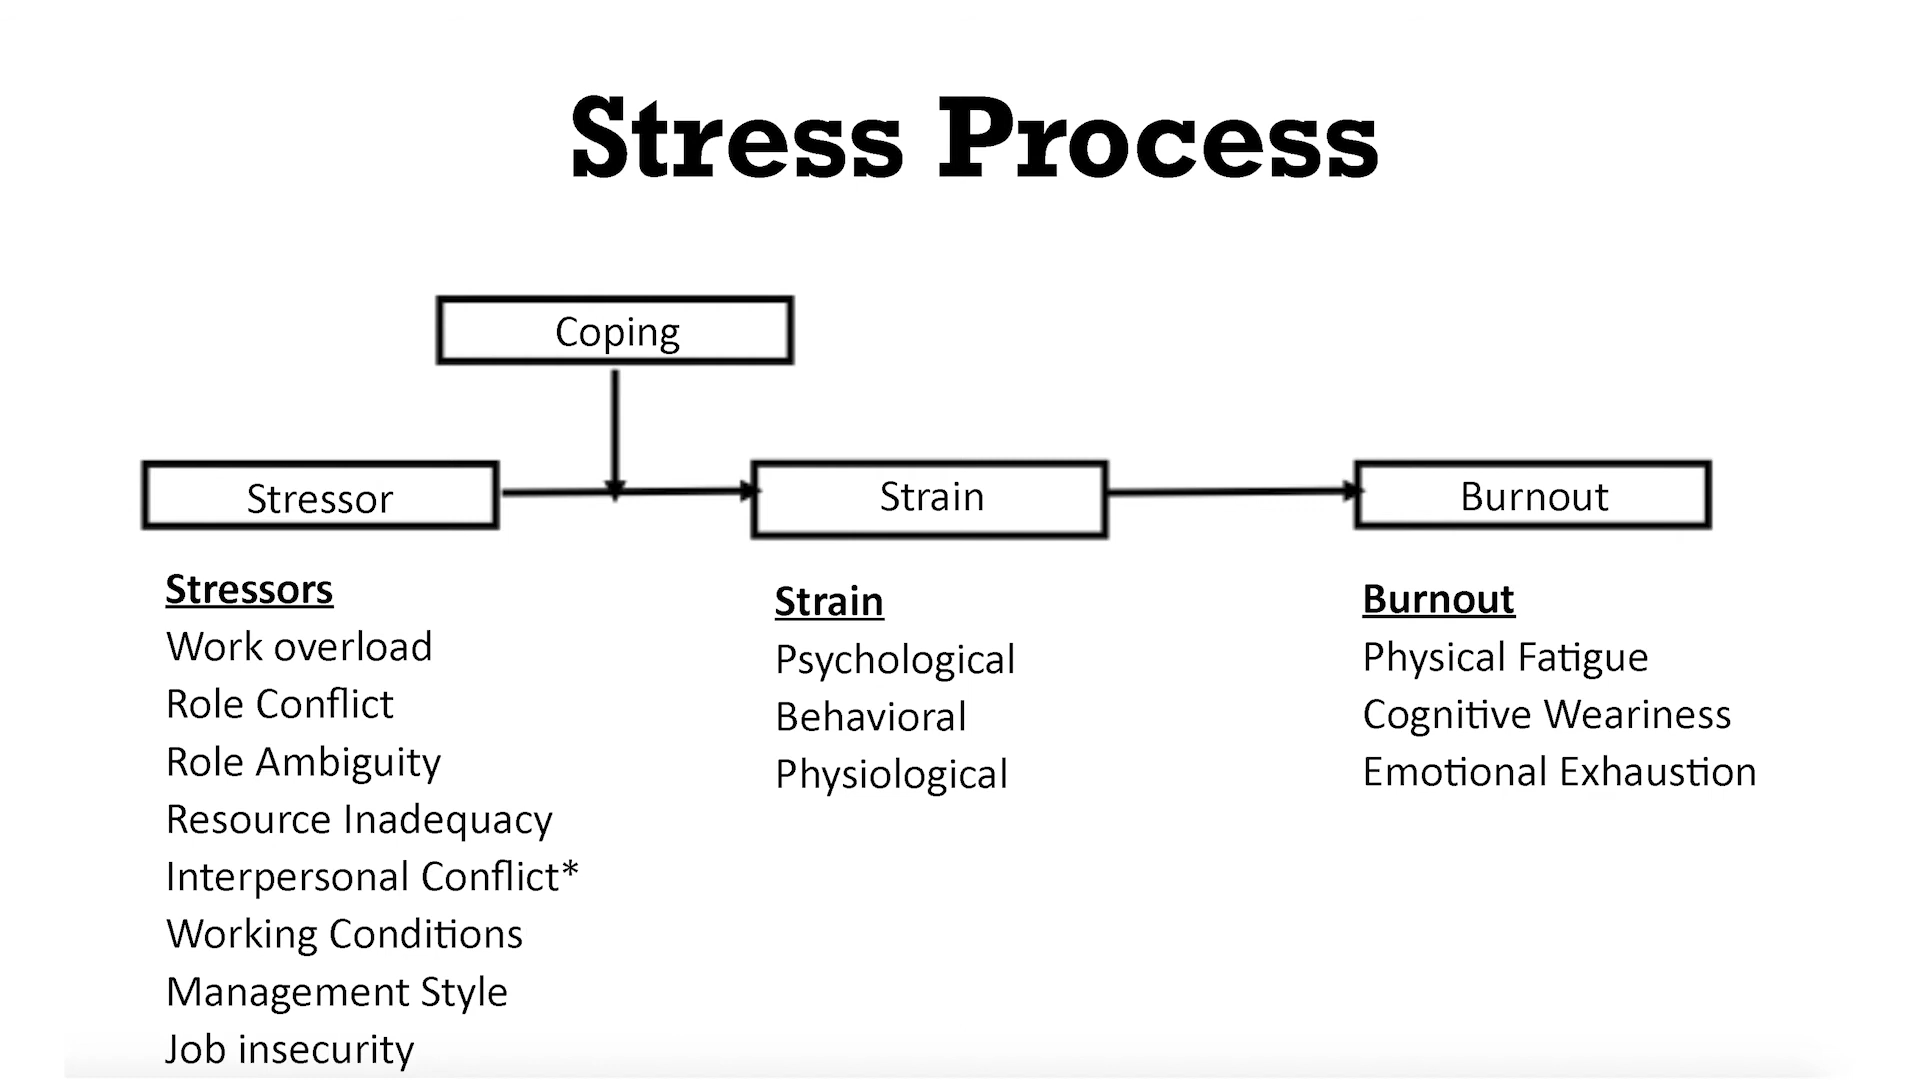 Stress Process
Coping
Stressor
Strain
Burnout
Stressors
Work overload
Role Conflict
Role Ambiguity
Resource Inadequacy
Interpersonal Conflict*
Working Conditions
Management Style
Job insecurity
Strain
Psychological
Behavioral
Physiological
Burnout
Physical Fatigue
Cognitive Weariness
Emotional Exhaustion